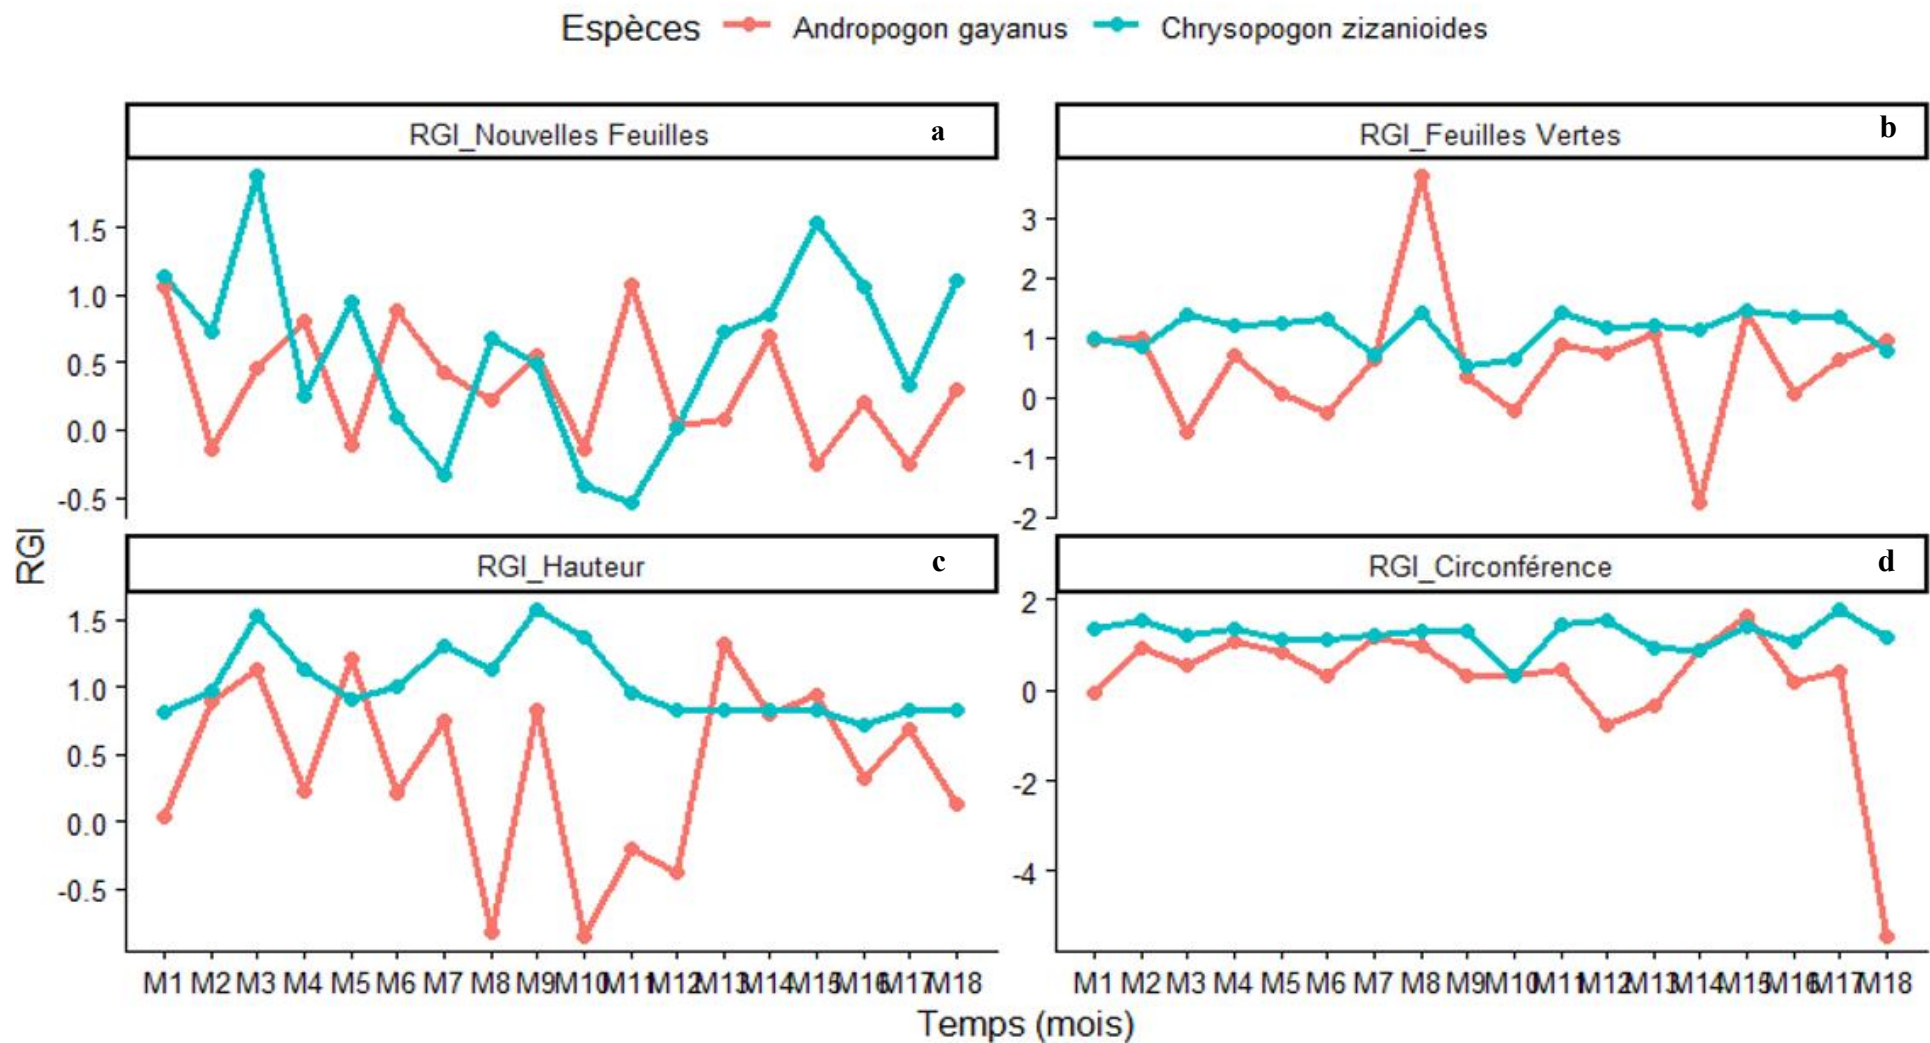 Espèces Andropogon gayanus Chrysopogon zizanioides
RGI_Nouvelles Feuilles a
1.5
1.0
0.5
0.0
-0.5
RGI_Feuilles Vertes b
3
2
1
0
-1
-2
RGI
RGI_Hauteur c
1.5
1.0
0.5
0.0
-0.5
M1 M2 M3 M4 M5 M6 M7 M8 M9 M10 M11 M12 M13 M14 M15 M16 M17 M18
RGI_Circonférence d
2
0
-2
-4
M1 M2 M3 M4 M5 M6 M7 M8 M9 M10 M11 M12 M13 M14 M15 M16 M17 M18
Temps (mois)